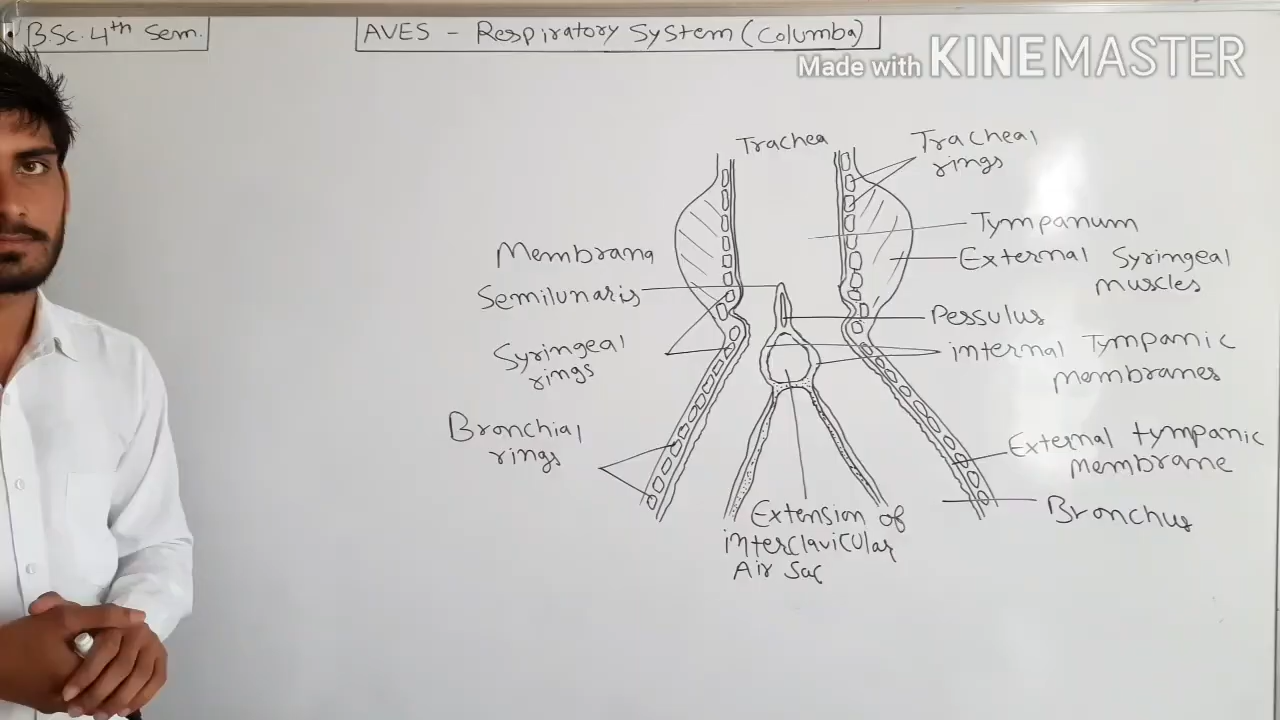 B.Sc. 4th Sem.
AVES - Respiratory System (Columba)
Made with KINEMASTER
Trachea
Tracheal
rings
Tympanum
External Syringeal
muscles
Membrana
Semilunaris
Pessulus
Syringeal
rings
internal Tympanic
membranes
Bronchial
rings
External tympanic
membrane
Bronchus
Extension of
interclavicular
Air Sac